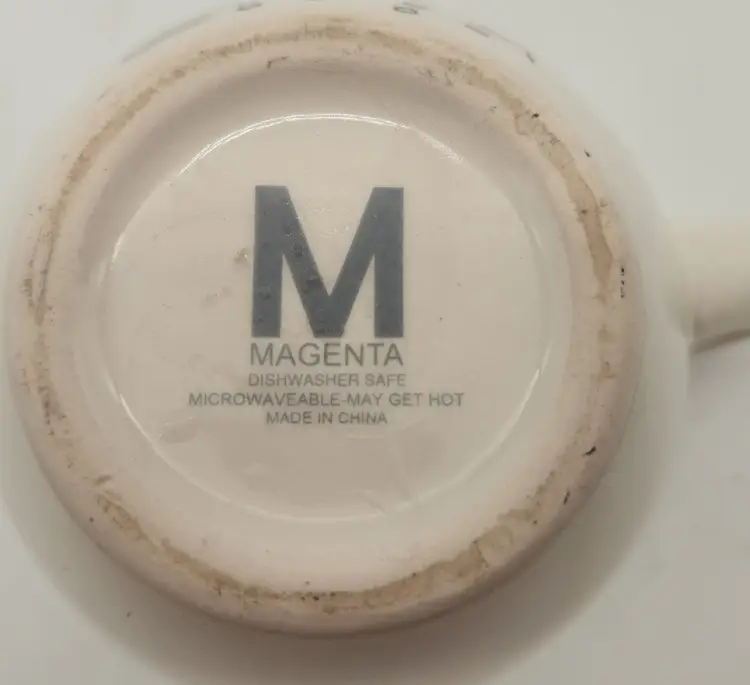 M
MAGENTA
DISHWASHER SAFE
MICROWAVEABLE-MAY GET HOT
MADE IN CHINA